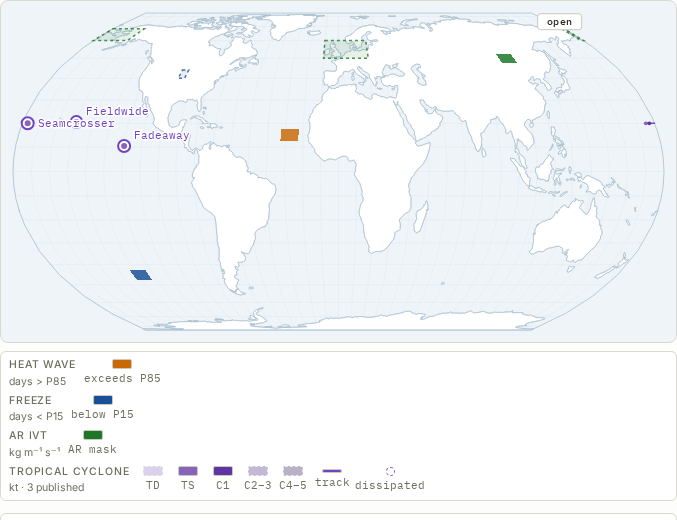 open
Fieldwide
Seamcrosser
Fadeaway
HEAT WAVE
days > P85 exceeds P85
FREEZE
days < P15 below P15
AR IVT
kg m⁻¹ s⁻¹ AR mask
TROPICAL CYCLONE
kt · 3 published TD TS C1 C2–3 C4–5 track dissipated